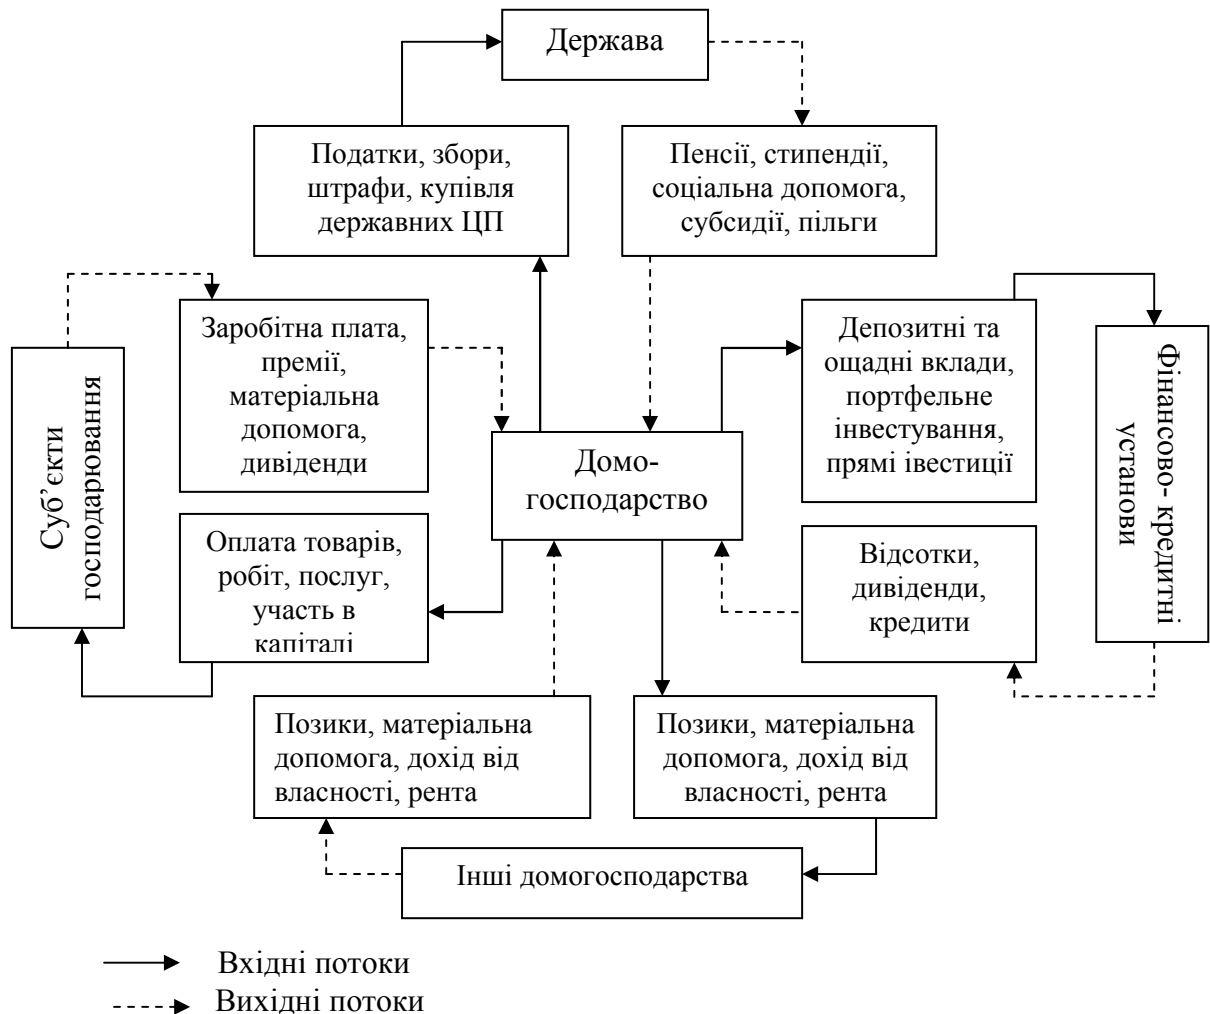 Держава
Податки, збори,
штрафи, купівля
державних ЦП
Пенсії, стипендії,
соціальна допомога,
субсидії, пільги
Заробітна плата,
премії,
матеріальна
допомога,
дивіденди
Депозитні та
ощадні вклади,
портфельне
інвестування,
прямі івестиції
Суб’єкти
господарювання
Фінансово- кредитні
установи
Домо-
господарство
Оплата товарів,
робіт, послуг,
участь в
капіталі
Відсотки,
дивіденди,
кредити
Позики, матеріальна
допомога, дохід від
власності, рента
Позики, матеріальна
допомога, дохід від
власності, рента
Інші домогосподарства
Вхідні потоки
Вихідні потоки